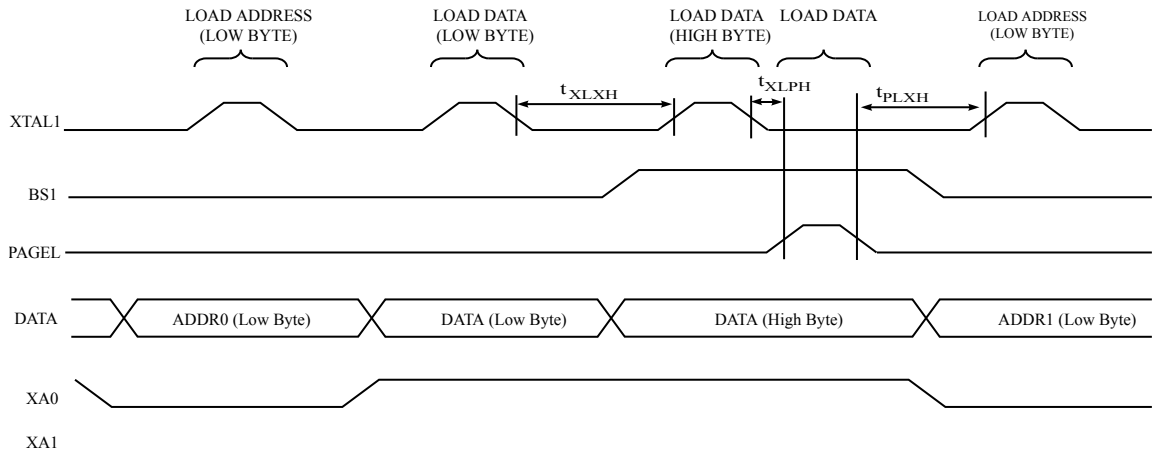 LOAD ADDRESS
(LOW BYTE)
LOAD DATA
(LOW BYTE)
LOAD DATA
(HIGH BYTE)
LOAD DATA
LOAD ADDRESS
(LOW BYTE)
XTAL1
t XLXH
tXLPH
tPLXH
BS1
PAGEL
DATA
ADDR0 (Low Byte)
DATA (Low Byte)
DATA (High Byte)
ADDR1 (Low Byte)
XA0
XA1